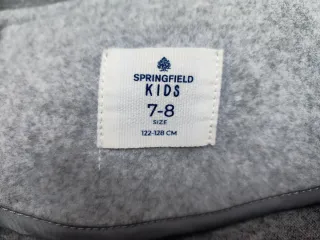 SPRINGFIELD
KIDS
7-8
SIZE
122-128 CM